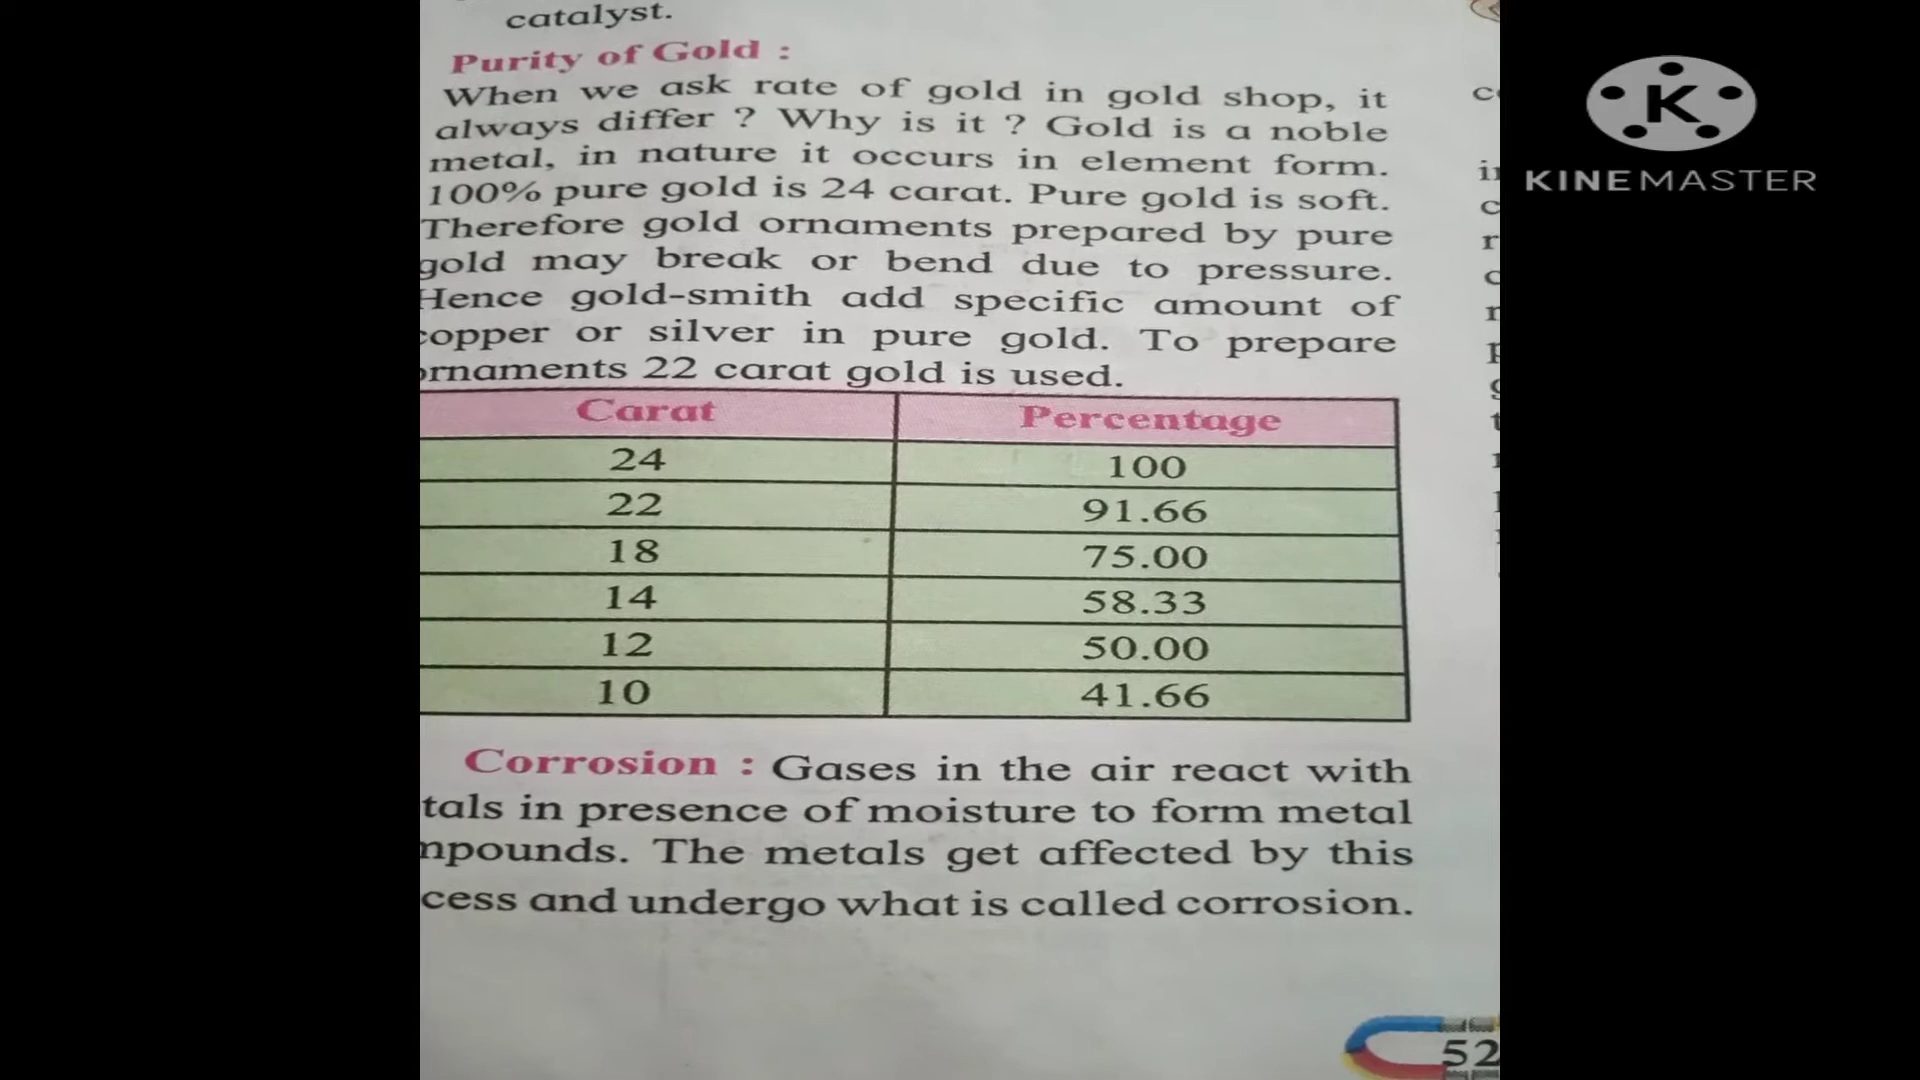 catalyst.
Purity of Gold :
When we ask rate of gold in gold shop, it
always differ ? Why is it ? Gold is a noble
metal, in nature it occurs in element form.
100% pure gold is 24 carat. Pure gold is soft.
Therefore gold ornaments prepared by pure
gold may break or bend due to pressure.
Hence gold-smith add specific amount of
copper or silver in pure gold. To prepare
ornaments 22 carat gold is used.
Carat Percentage
24 100
22 91.66
18 75.00
14 58.33
12 50.00
10 41.66
Corrosion : Gases in the air react with
tals in presence of moisture to form metal
mpounds. The metals get affected by this
cess and undergo what is called corrosion.
52
K
KINEMASTER